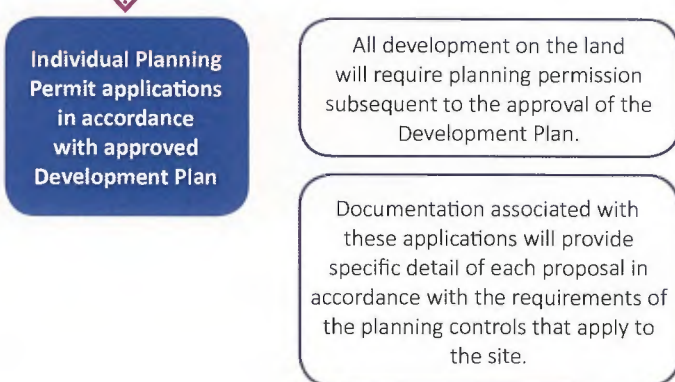 Individual Planning
Permit applications
in accordance
with approved
Development Plan
All development on the land
will require planning permission
subsequent to the approval of the
Development Plan.
Documentation associated with
these applications will provide
specific detail of each proposal in
accordance with the requirements of
the planning controls that apply to
the site.